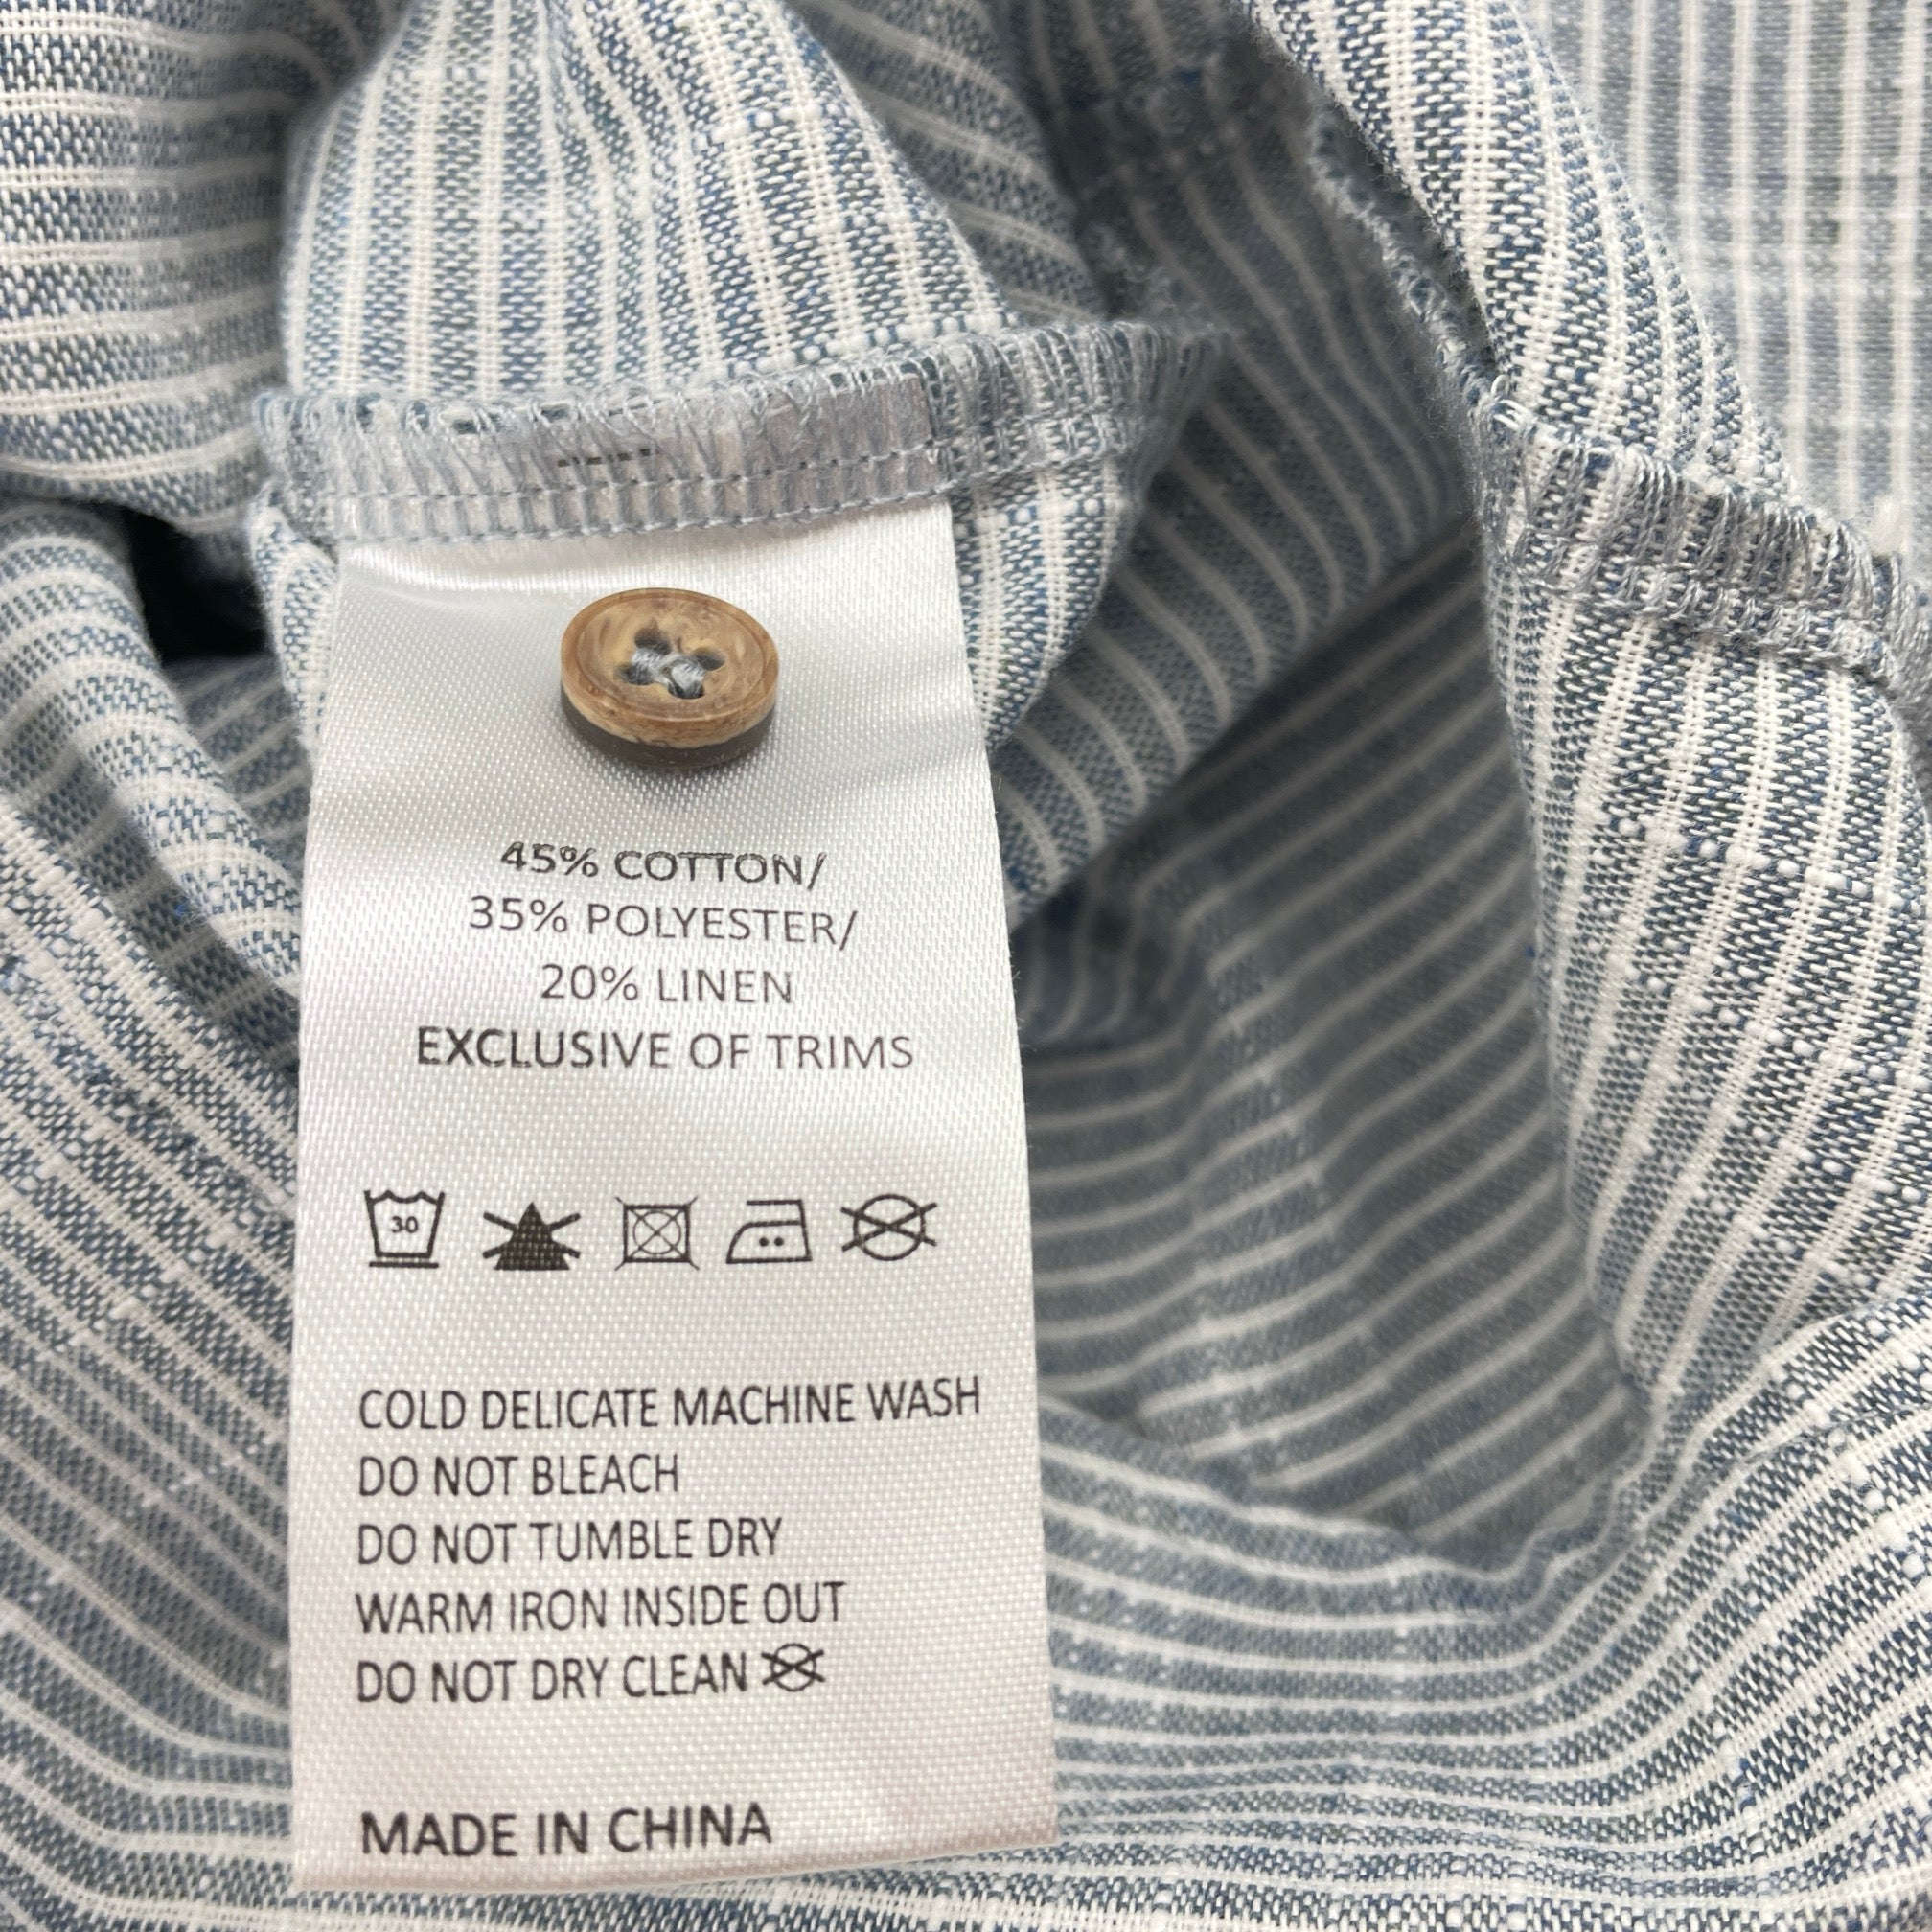 45% COTTON/
35% POLYESTER/
20% LINEN
EXCLUSIVE OF TRIMS
30
COLD DELICATE MACHINE WASH
DO NOT BLEACH
DO NOT TUMBLE DRY
WARM IRON INSIDE OUT
DO NOT DRY CLEAN
MADE IN CHINA